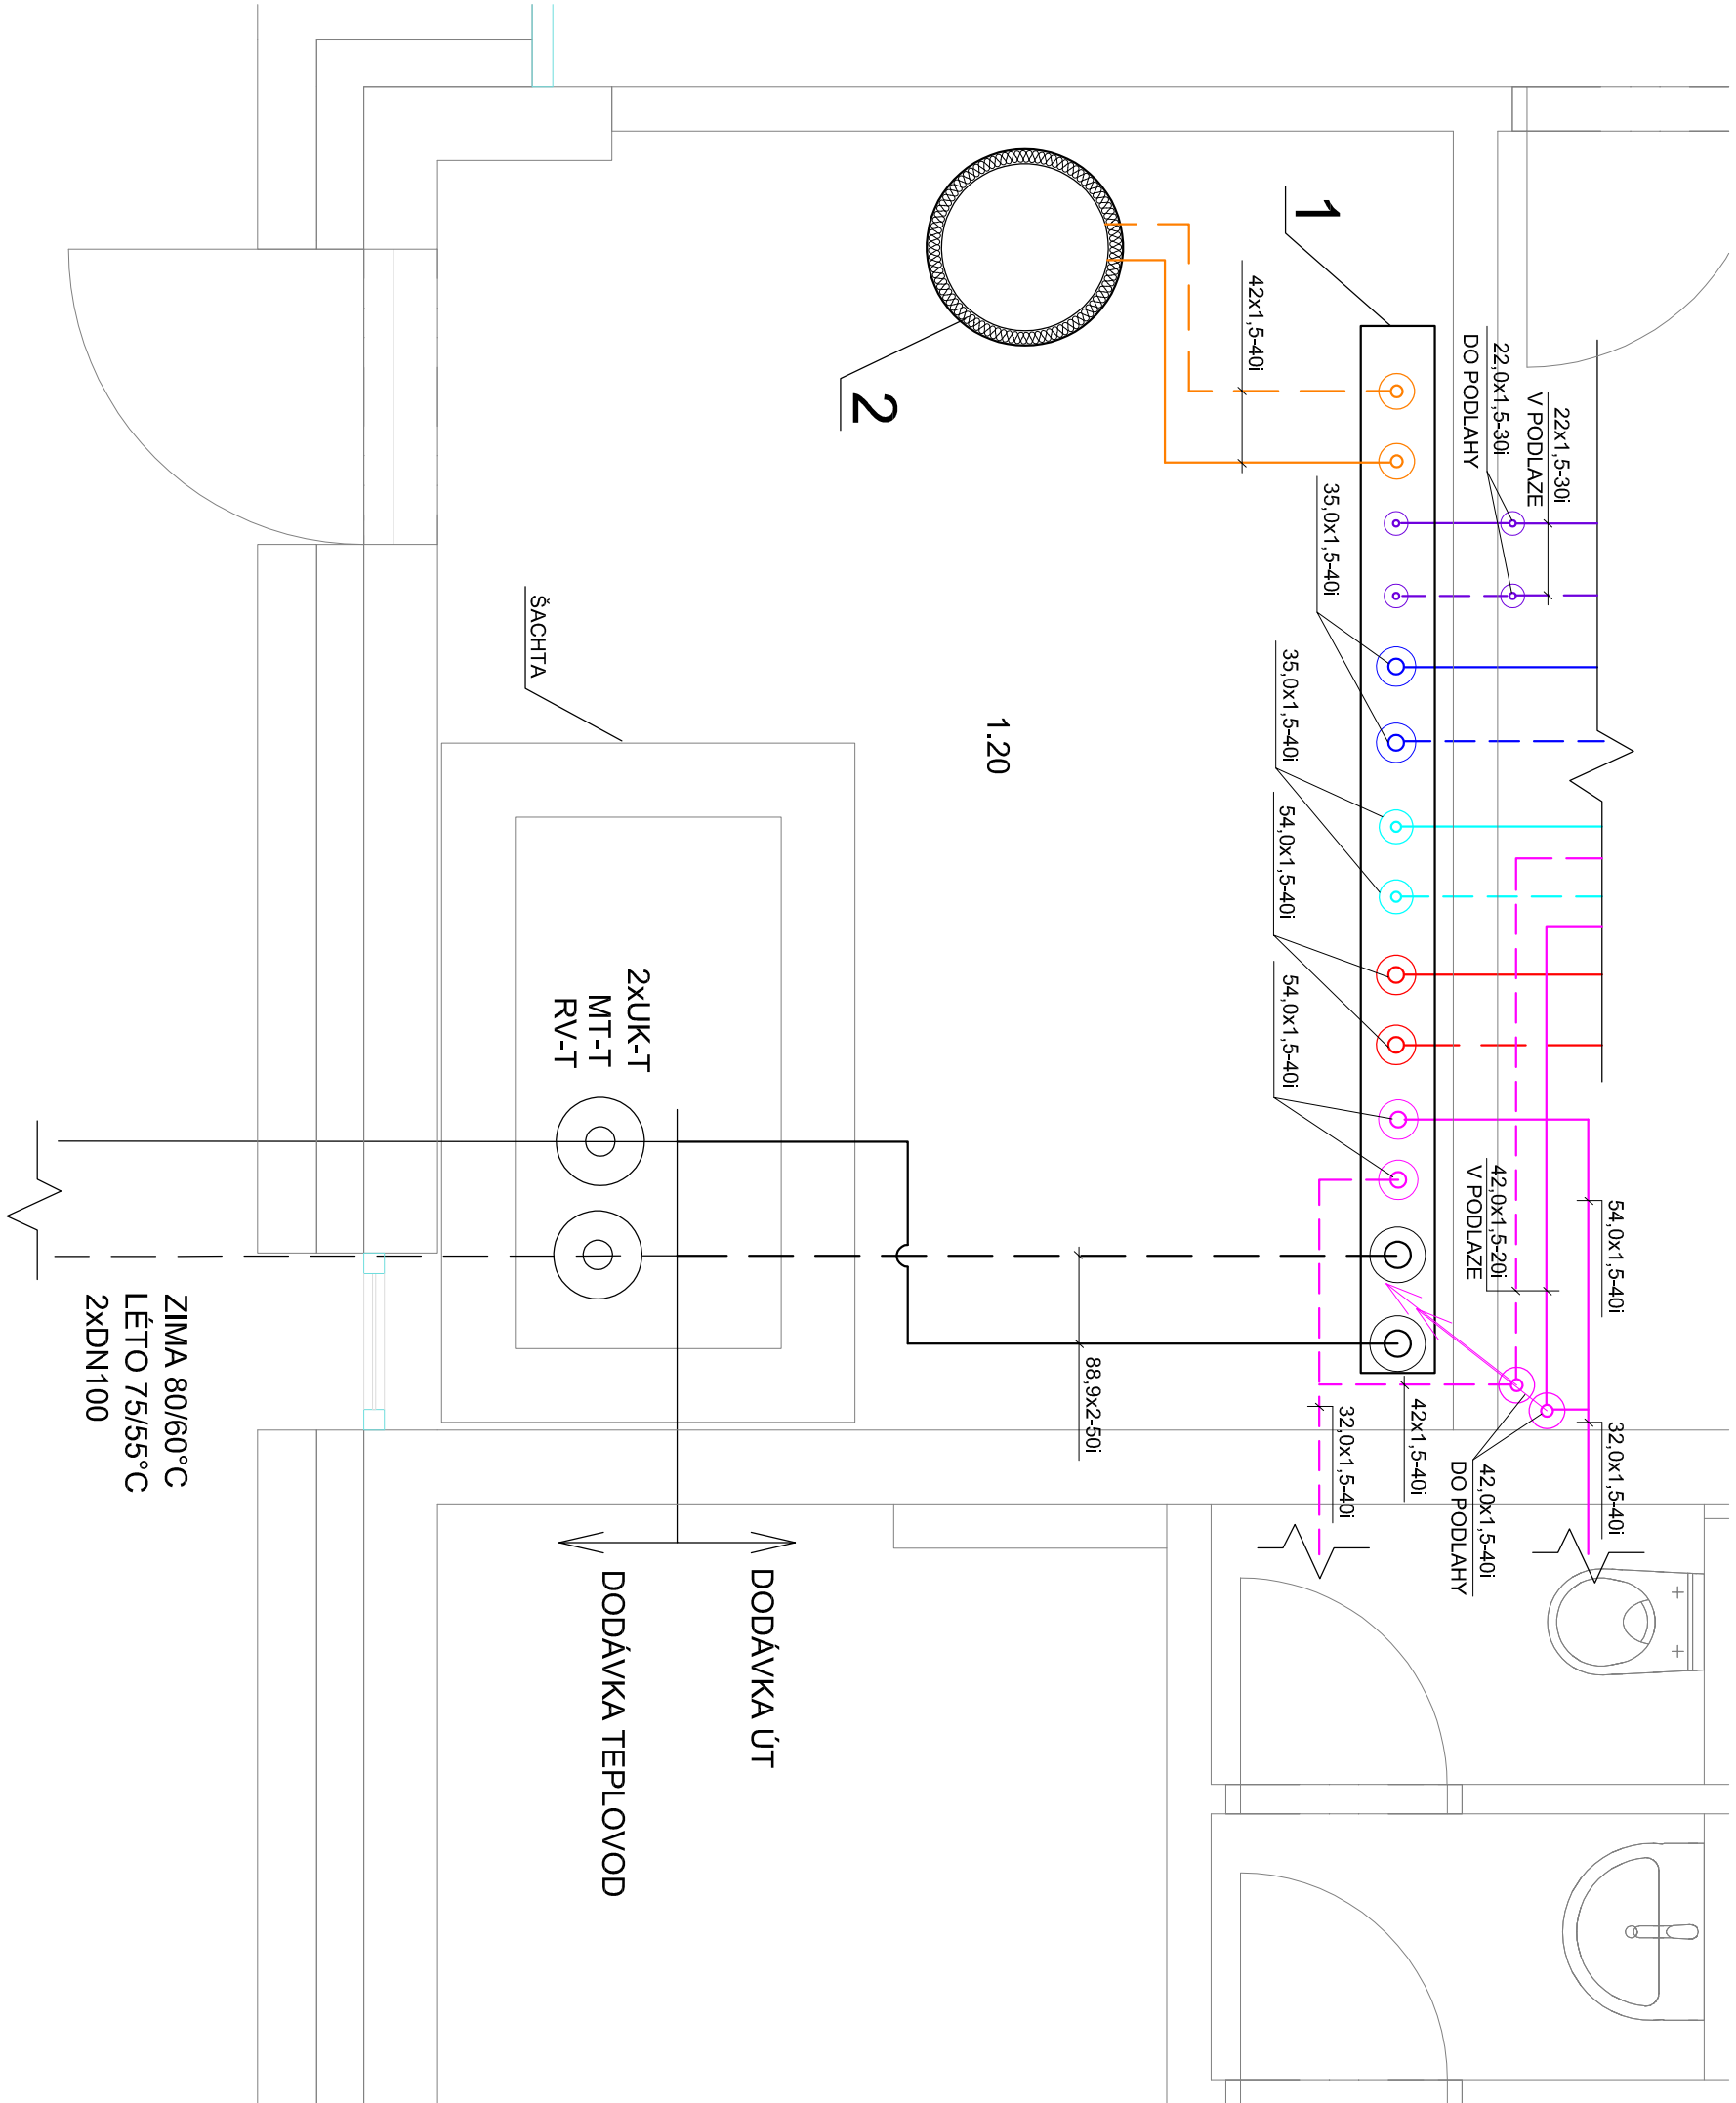 1
2
42x1,5-40i
22,0x1,5-30i
DO PODLAHY
22x1,5-30i
V PODLAZE
35,0x1,5-40i
35,0x1,5-40i
54,0x1,5-40i
54,0x1,5-40i
ŠACHTA
1.20
2xUK-T
MT-T
RV-T
54,0x1,5-40i
42,0x1,5-20i
V PODLAZE
88,9x2-50i
42x1,5-40i
32,0x1,5-40i
32,0x1,5-40i
42,0x1,5-40i
DO PODLAHY
ZIMA 80/60°C
LÉTO 75/55°C
2xDN100
DODÁVKA ÚT
DODÁVKA TEPLOVOD